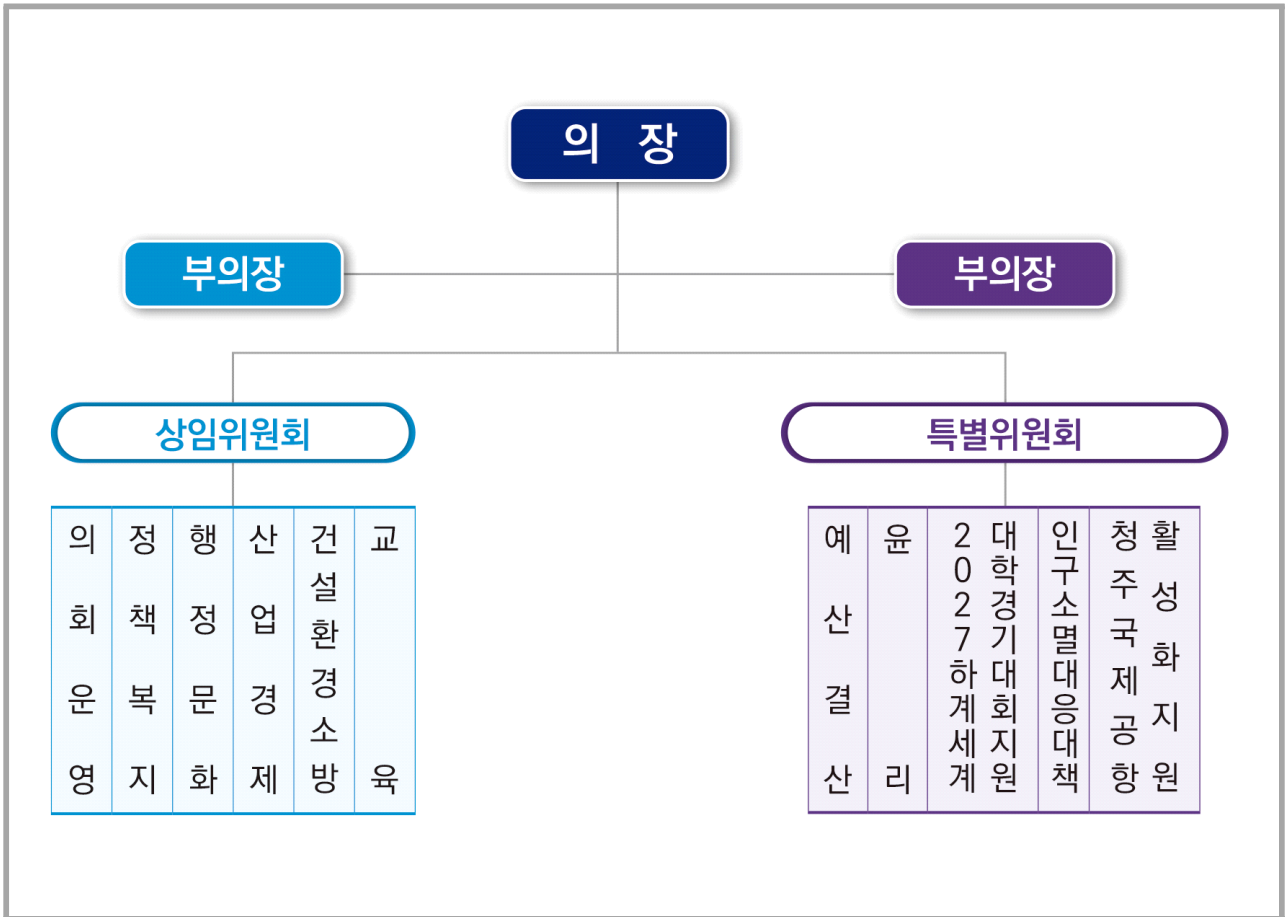 의 장
부의장
부의장
상임위원회
특별위원회
의회운영
정책복지
행정문화
산업경제
건설환경소방
교육
예산결산
윤리
2027하계세계
대학경기대회지원
인구소멸대응대책
청주국제공항
활성화지원